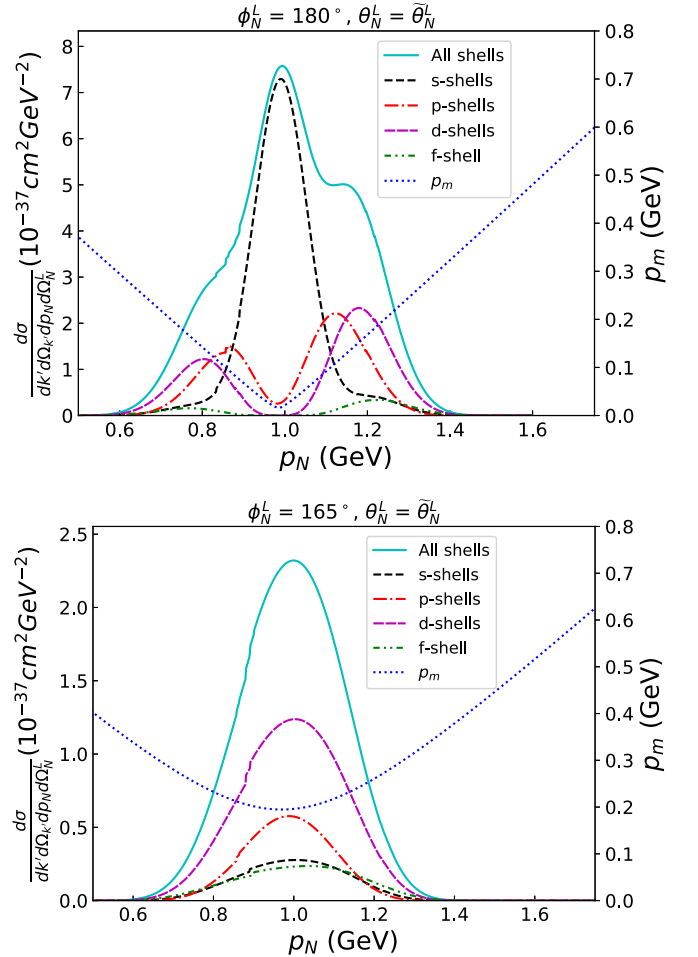 ϕ_N^L = 180°, θ_N^L = θ̃_N^L
8
7
6
5
4
3
2
1
0
dσ/dk′dΩ_k′dp_NdΩ_N^L (10^−37 cm^2 GeV^−2)
All shells
s-shells
p-shells
d-shells
f-shell
p_m
0.8
0.7
0.6
0.5
0.4
0.3
0.2
0.1
0.0
p_m (GeV)
0.6 0.8 1.0 1.2 1.4 1.6
p_N (GeV)
ϕ_N^L = 165°, θ_N^L = θ̃_N^L
2.5
2.0
1.5
1.0
0.5
0.0
dσ/dk′dΩ_k′dp_NdΩ_N^L (10^−37 cm^2 GeV^−2)
All shells
s-shells
p-shells
d-shells
f-shell
p_m
0.8
0.7
0.6
0.5
0.4
0.3
0.2
0.1
0.0
p_m (GeV)
0.6 0.8 1.0 1.2 1.4 1.6
p_N (GeV)